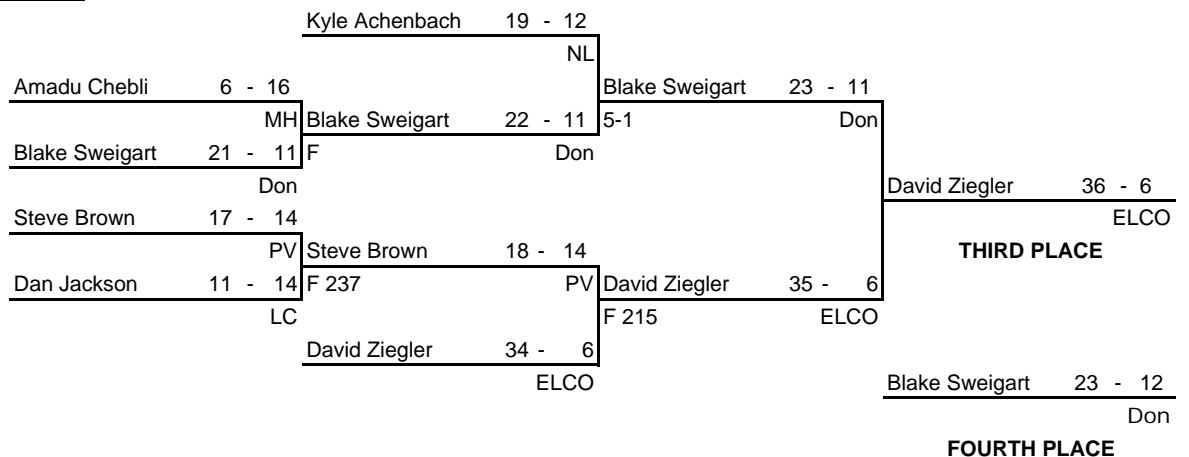 Kyle Achenbach 19 - 12
NL
Amadu Chebli 6 - 16 Blake Sweigart 23 - 11
MH Blake Sweigart 22 - 11 5-1 Don
Blake Sweigart 21 - 11 F Don
Don David Ziegler 36 - 6
Steve Brown 17 - 14 ELCO
PV Steve Brown 18 - 14 THIRD PLACE
Dan Jackson 11 - 14 F 237 PV David Ziegler 35 - 6
LC F 215 ELCO
David Ziegler 34 - 6
ELCO Blake Sweigart 23 - 12
Don
FOURTH PLACE